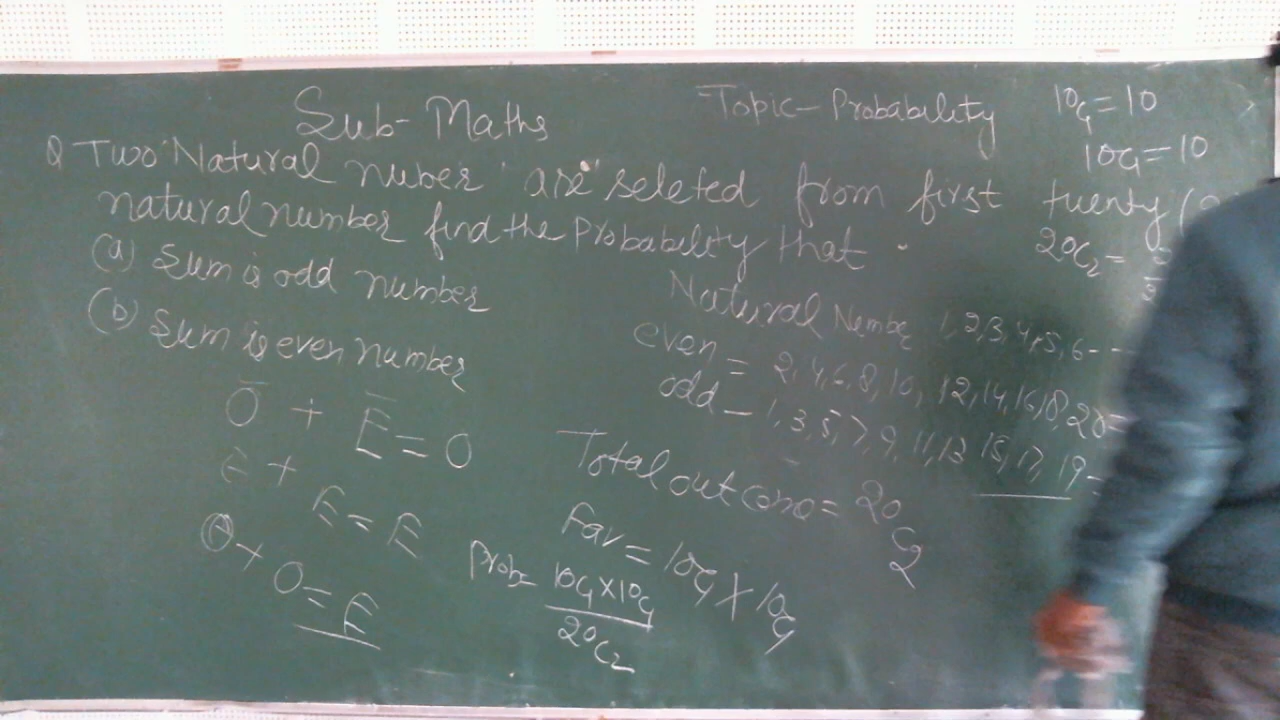 Sub-Maths
Topic-Probability
10C1=10
10C1=10
Q Two Natural nuber are seleted from first twenty (
natural number find the Probability that
20C2=
(a) Sum is odd number
(b) Sum is even number
Natural Numbe 1,2,3,4,5,6--
even = 2,4,6,8,10,12,14,16,18,20=
odd - 1,3,5,7,9,11,13 15,17,19-
O + E = O
E + E = E
O + O = E
Total out come = 20C2
Fav = 10C1 X 10C1
Prob= 10C1 X 10C1
20C2